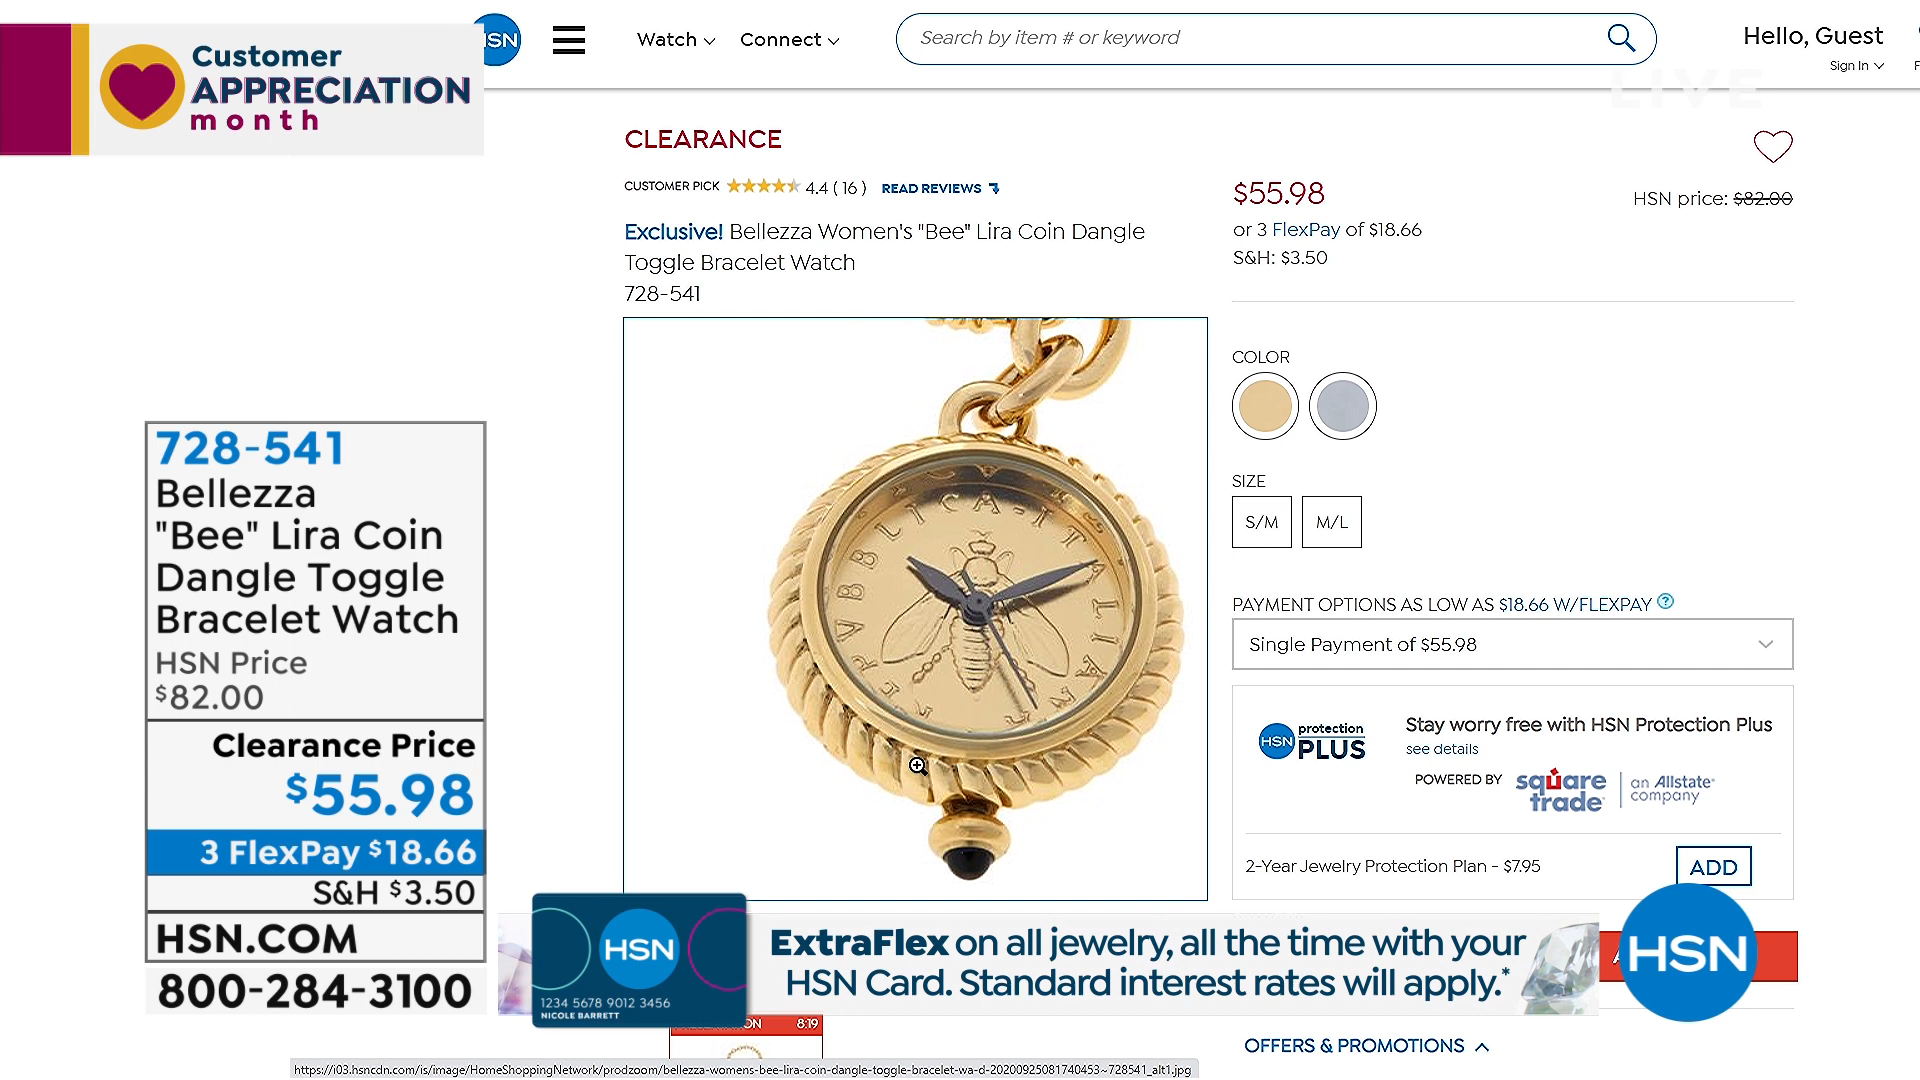 Customer
APPRECIATION
month
HSN
Watch
Connect
Search by item # or keyword
Hello, Guest
Sign In
LIVE
CLEARANCE
CUSTOMER PICK
4.4 ( 16 )
READ REVIEWS
Exclusive! Bellezza Women's "Bee" Lira Coin Dangle
Toggle Bracelet Watch
728-541
$55.98
HSN price: $82.00
or 3 FlexPay of $18.66
S&H: $3.50
COLOR
SIZE
S/M
M/L
PAYMENT OPTIONS AS LOW AS $18.66 W/FLEXPAY ?
Single Payment of $55.98
HSN protection
PLUS
Stay worry free with HSN Protection Plus
see details
POWERED BY
square
trade
an Allstate
company
2-Year Jewelry Protection Plan - $7.95
ADD
728-541
Bellezza
"Bee" Lira Coin
Dangle Toggle
Bracelet Watch
HSN Price
$82.00
Clearance Price
$55.98
3 FlexPay $18.66
S&H $3.50
HSN.COM
800-284-3100
HSN
1234 5678 9012 3456
NICOLE BARRETT
ExtraFlex on all jewelry, all the time with your
HSN Card. Standard interest rates will apply.*
HSN
8:19
OFFERS & PROMOTIONS
https://i03.hsncdn.com/is/image/HomeShoppingNetwork/prodzoom/bellezza-womens-bee-lira-coin-dangle-toggle-bracelet-wa-d-20200925081740453~728541_alt1.jpg